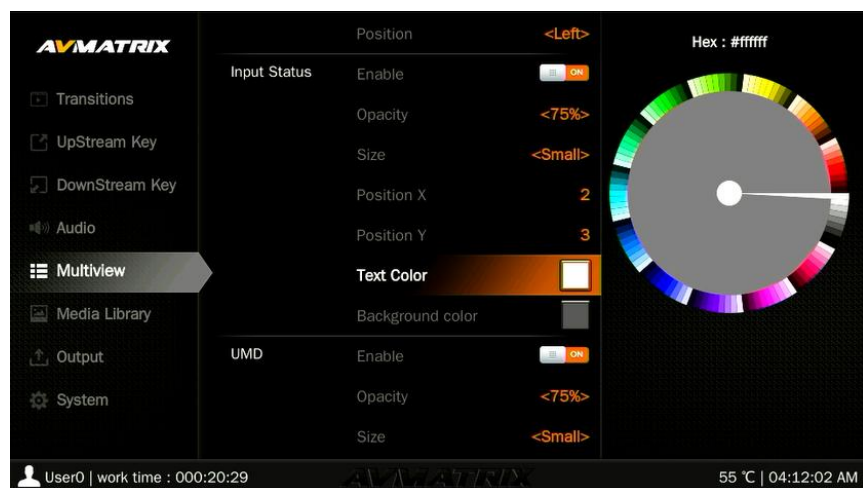 AVMATRIX
Transitions
UpStream Key
DownStream Key
Audio
Multiview
Media Library
Output
System
Position <Left>
Input Status Enable ON
Opacity <75%>
Size <Small>
Position X 2
Position Y 3
Text Color
Background color
UMD Enable ON
Opacity <75%>
Size <Small>
Hex : #ffffff
User0 | work time : 000:20:29
AVMATRIX
55 ℃ | 04:12:02 AM